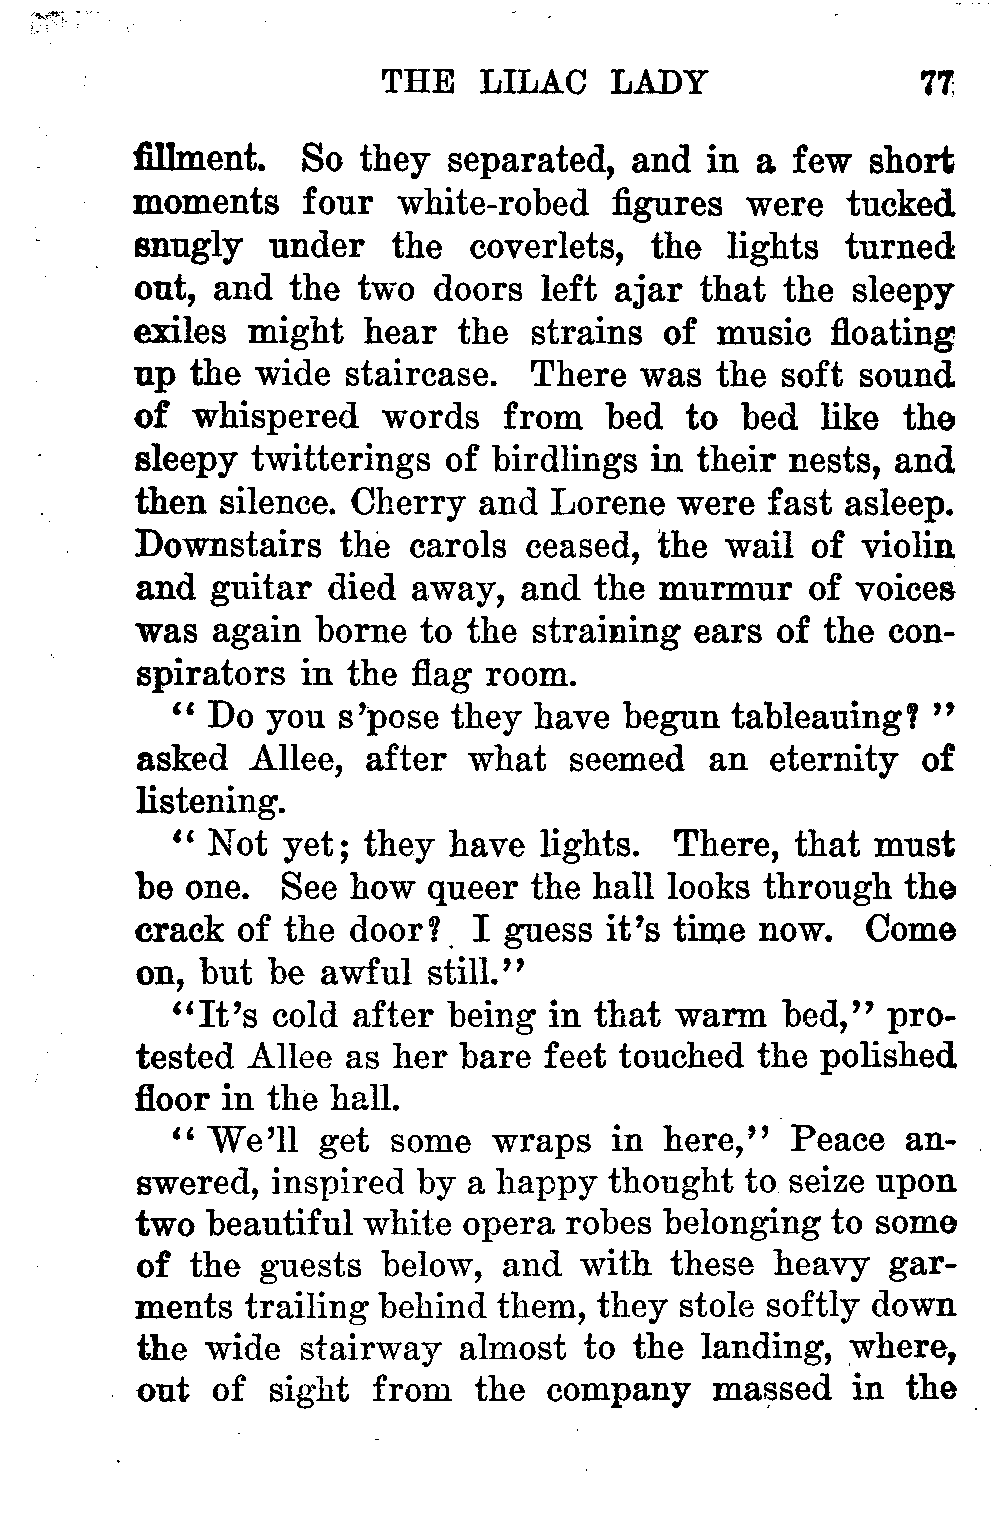 THE LILAC LADY 77
fillment. So they separated, and in a few short
moments four white-robed figures were tucked
snugly under the coverlets, the lights turned
out, and the two doors left ajar that the sleepy
exiles might hear the strains of music floating
up the wide staircase. There was the soft sound
of whispered words from bed to bed like the
sleepy twitterings of birdlings in their nests, and
then silence. Cherry and Lorene were fast asleep.
Downstairs the carols ceased, the wail of violin
and guitar died away, and the murmur of voices
was again borne to the straining ears of the con-
spirators in the flag room.
“ Do you s’pose they have begun tableauing? ”
asked Allee, after what seemed an eternity of
listening.
“ Not yet; they have lights. There, that must
be one. See how queer the hall looks through the
crack of the door? I guess it’s time now. Come
on, but be awful still.”
“It’s cold after being in that warm bed,” pro-
tested Allee as her bare feet touched the polished
floor in the hall.
“ We’ll get some wraps in here,” Peace an-
swered, inspired by a happy thought to seize upon
two beautiful white opera robes belonging to some
of the guests below, and with these heavy gar-
ments trailing behind them, they stole softly down
the wide stairway almost to the landing, where,
out of sight from the company massed in the